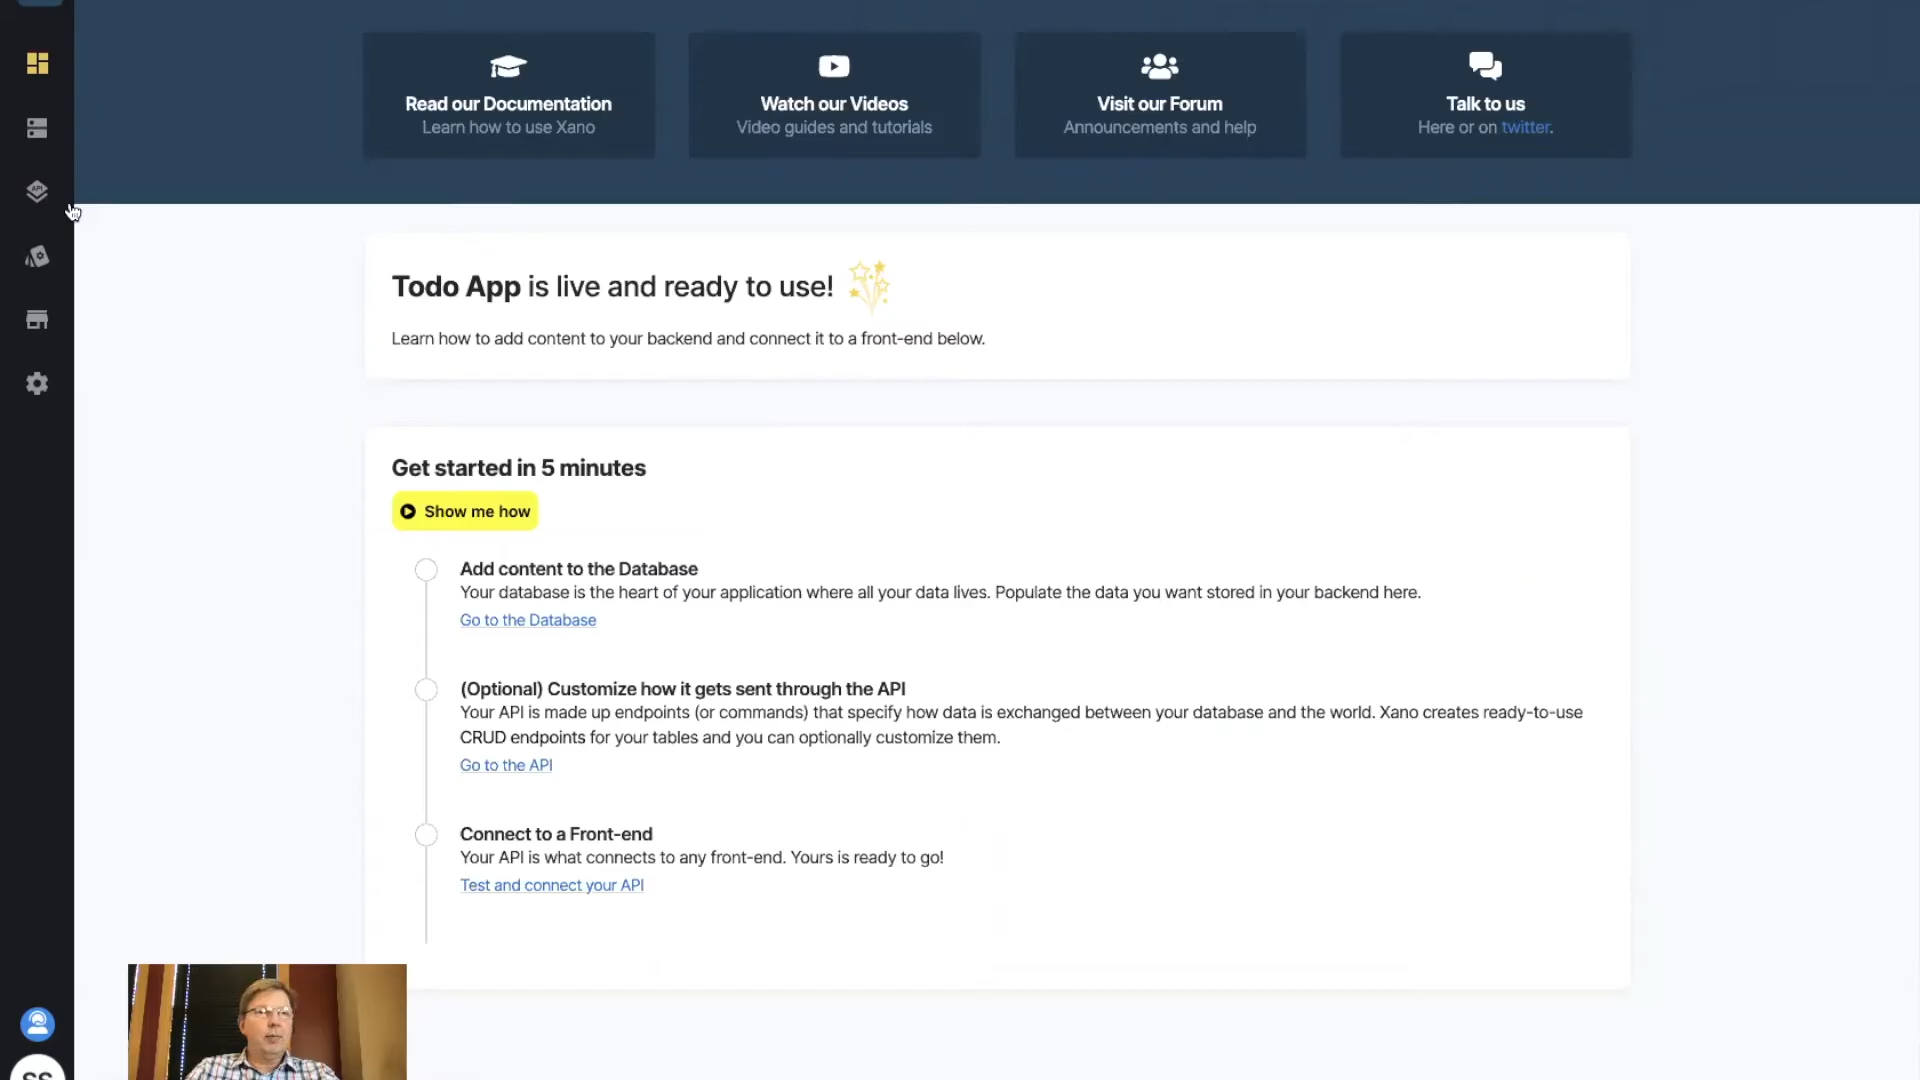 Read our Documentation
Learn how to use Xano
Watch our Videos
Video guides and tutorials
Visit our Forum
Announcements and help
Talk to us
Here or on twitter.
API
Todo App is live and ready to use!
Learn how to add content to your backend and connect it to a front-end below.
Get started in 5 minutes
Show me how
Add content to the Database
Your database is the heart of your application where all your data lives. Populate the data you want stored in your backend here.
Go to the Database
(Optional) Customize how it gets sent through the API
Your API is made up endpoints (or commands) that specify how data is exchanged between your database and the world. Xano creates ready-to-use
CRUD endpoints for your tables and you can optionally customize them.
Go to the API
Connect to a Front-end
Your API is what connects to any front-end. Yours is ready to go!
Test and connect your API
SS